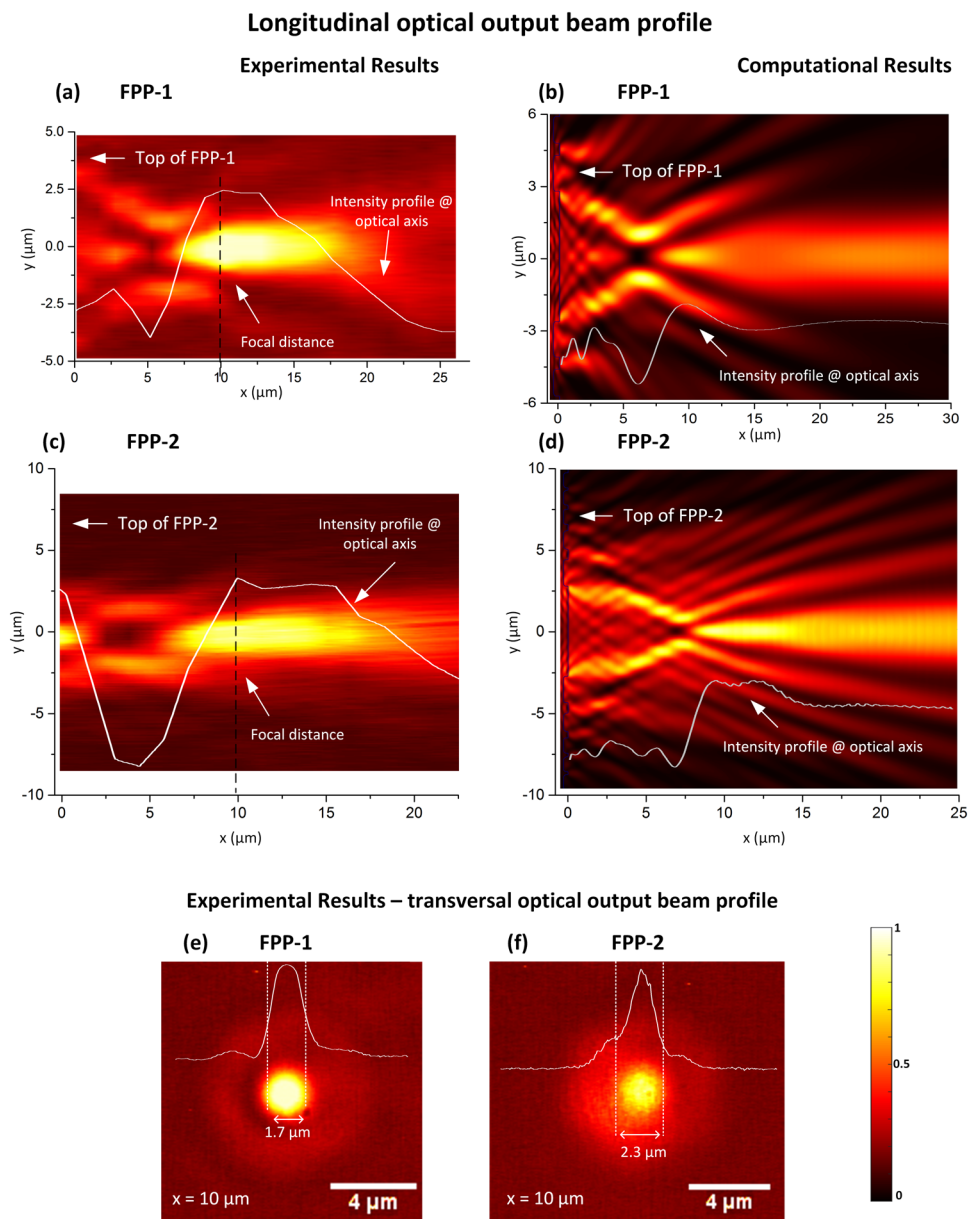 Longitudinal optical output beam profile
Experimental Results
Computational Results
(a) FPP-1
5.0
2.5
0.0
-2.5
-5.0
y (µm)
Top of FPP-1
Intensity profile @
optical axis
Focal distance
0 5 10 15 20 25
x (µm)
(b) FPP-1
6
3
0
-3
-6
y (µm)
Top of FPP-1
Intensity profile @ optical axis
0 5 10 15 20 25 30
x (µm)
(c) FPP-2
10
5
0
-5
-10
y (µm)
Top of FPP-2
Intensity profile @
optical axis
Focal distance
0 5 10 15 20
x (µm)
(d) FPP-2
10
5
0
-5
-10
y (µm)
Top of FPP-2
Intensity profile @ optical axis
0 5 10 15 20 25
x (µm)
Experimental Results – transversal optical output beam profile
(e) FPP-1
1.7 µm
x = 10 µm
4 µm
(f) FPP-2
2.3 µm
x = 10 µm
4 µm
1
0.5
0